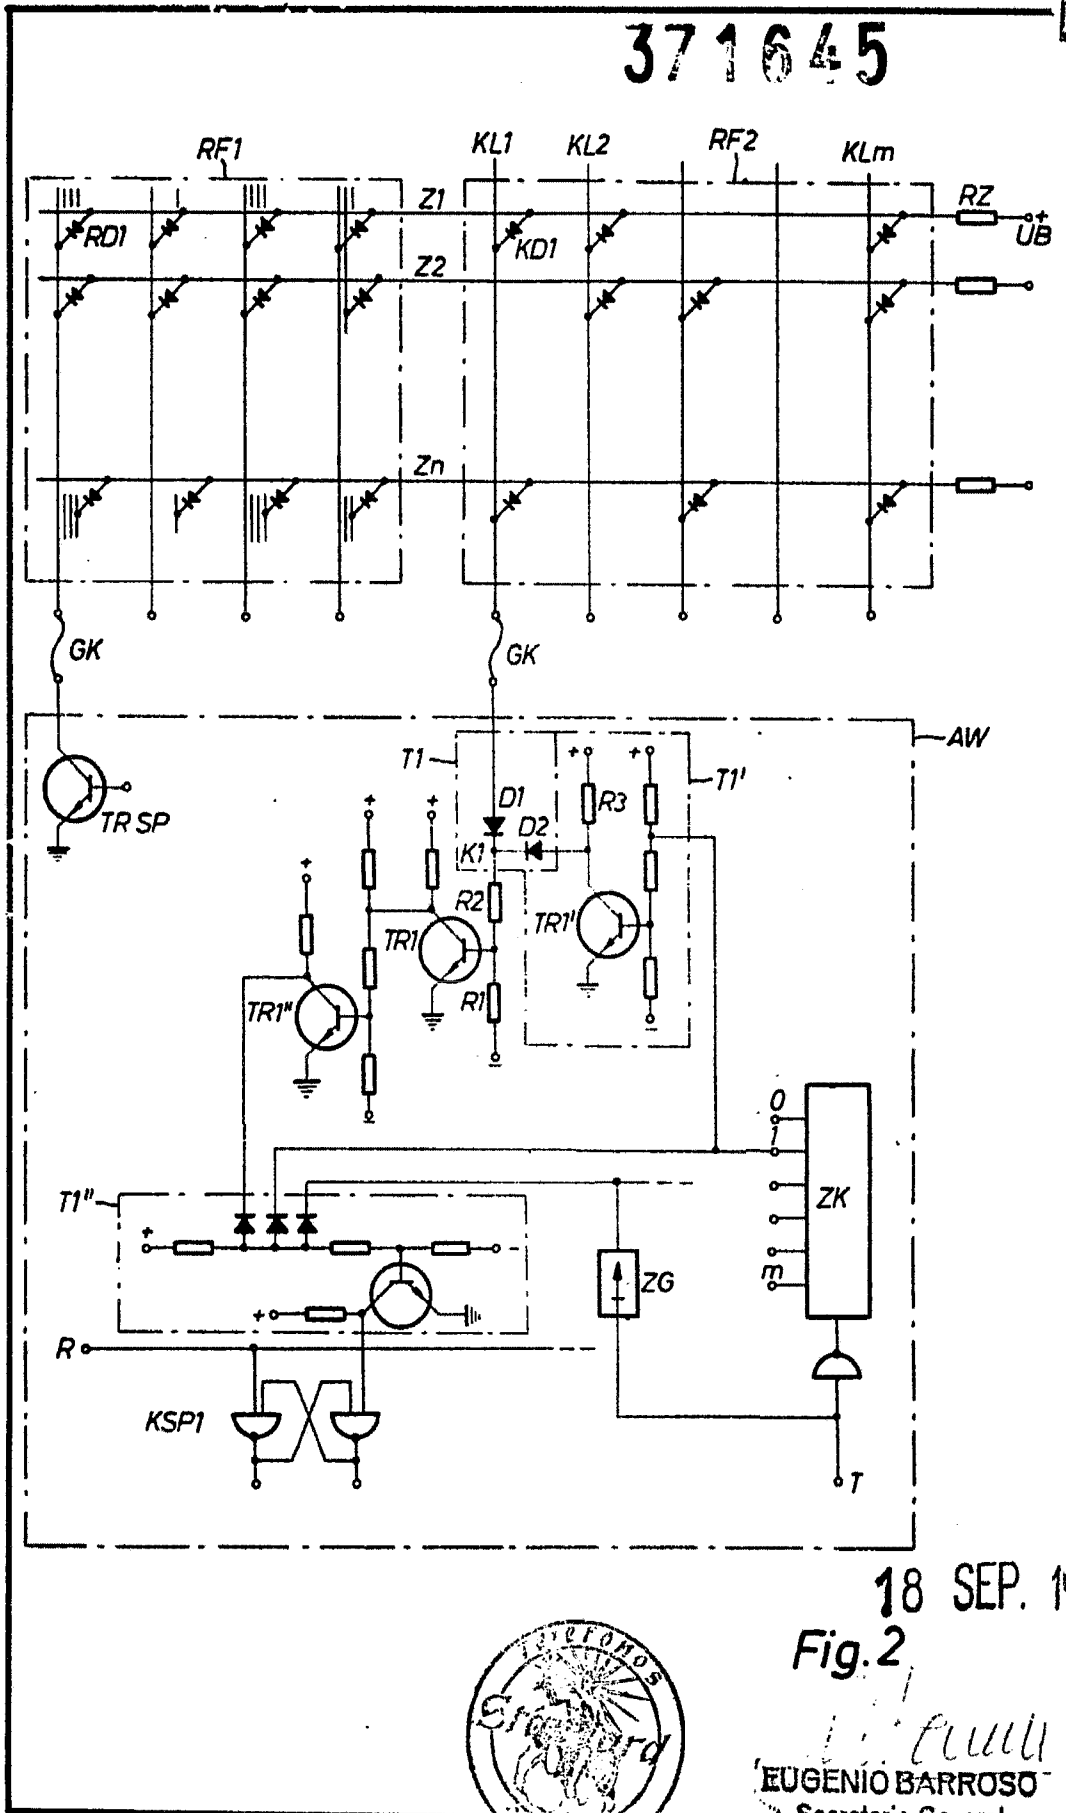 371645
RF1 KL1 KL2 RF2 KLm
Z1 RZ
RD1 KD1 + UB
Z2
Zn
GK GK
AW
T1 + + T1'
TR SP D1 R3
+ + D2
K1
+ R2
TR1 TR1'
TR1" R1
-
- -
0
1
ZK
T1"
+ -
m
ZG
+
R
KSP1
T
18 SEP.
Fig. 2
TELEFONOS
Standard
EUGENIO BARROSO